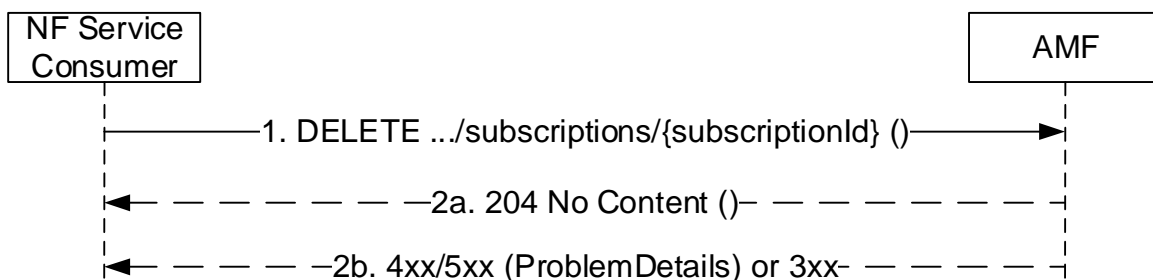 NF Service
Consumer
AMF
1. DELETE .../subscriptions/{subscriptionId} ()
2a. 204 No Content ()
2b. 4xx/5xx (ProblemDetails) or 3xx